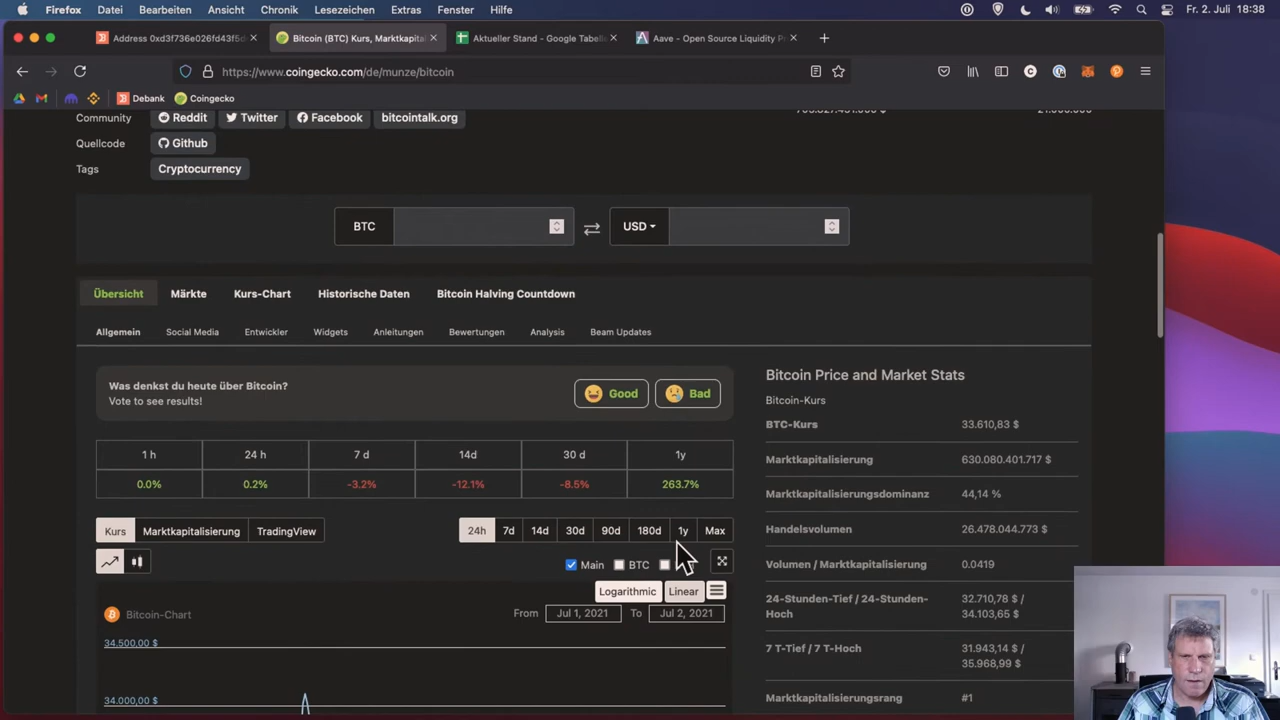 Firefox Datei Bearbeiten Ansicht Chronik Lesezeichen Extras Fenster Hilfe Fr. 2. Juli 18:38
Address 0xd3f736e026fd43f5d Bitcoin (BTC) Kurs, Marktkapital Aktueller Stand - Google Tabell Aave - Open Source Liquidity P
https://www.coingecko.com/de/munze/bitcoin
Debank Coingecko
Community Reddit Twitter Facebook bitcointalk.org
Quellcode Github
Tags Cryptocurrency
BTC USD
Übersicht Märkte Kurs-Chart Historische Daten Bitcoin Halving Countdown
Allgemein Social Media Entwickler Widgets Anleitungen Bewertungen Analysis Beam Updates
Was denkst du heute über Bitcoin?
Vote to see results!
Good Bad
1 h 24 h 7 d 14d 30 d 1y
0.0% 0.2% -3.2% -12.1% -8.5% 263.7%
Kurs Marktkapitalisierung TradingView 24h 7d 14d 30d 90d 180d 1y Max
Main BTC
Logarithmic Linear
Bitcoin-Chart From Jul 1, 2021 To Jul 2, 2021
34.500,00 $
34.000,00 $
Bitcoin Price and Market Stats
Bitcoin-Kurs
BTC-Kurs 33.610,83 $
Marktkapitalisierung 630.080.401.717 $
Marktkapitalisierungsdominanz 44,14 %
Handelsvolumen 26.478.044.773 $
Volumen / Marktkapitalisierung 0.0419
24-Stunden-Tief / 24-Stunden- 32.710,78 $ /
Hoch 34.103,65 $
7 T-Tief / 7 T-Hoch 31.943,14 $ /
35.968,99 $
Marktkapitalisierungsrang #1